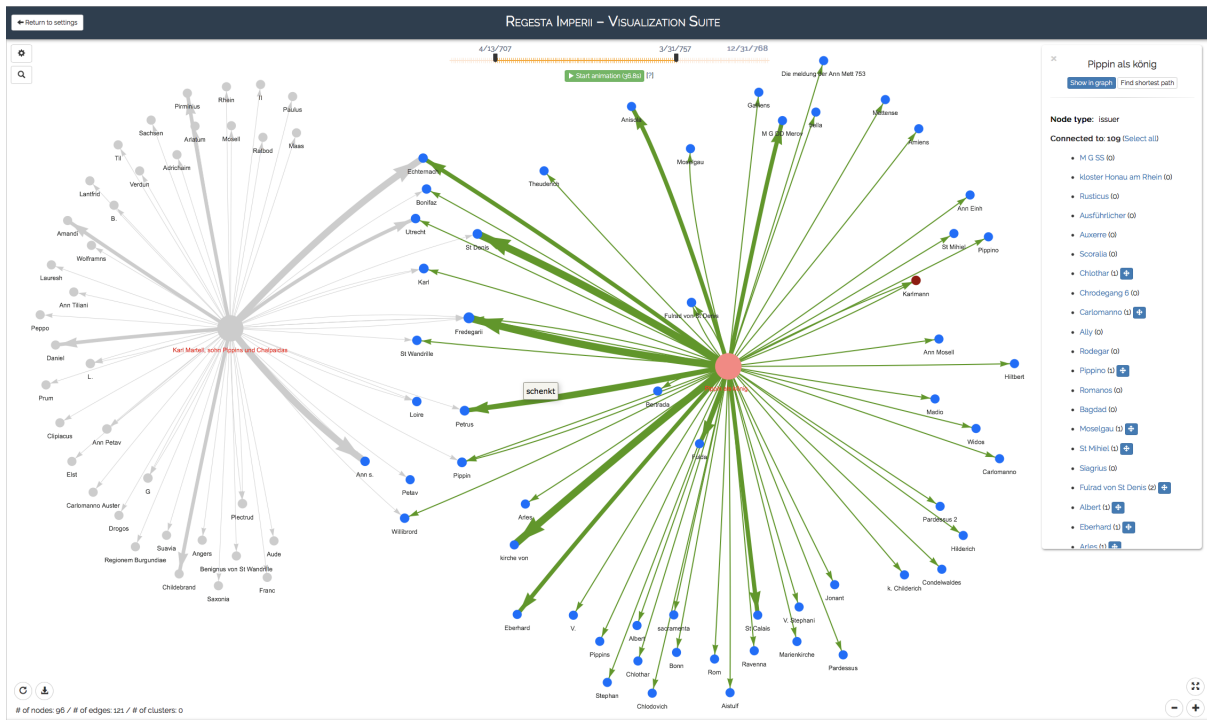 Return to settings
REGESTA IMPERII – VISUALIZATION SUITE
4/13/707
3/31/757
12/31/768
Start animation (36.8s) [?]
Pirminius
Rhein
Ti
Paulus
Sachsen
Ariatum
Mosell
Ratbod
Maas
Til
Adrichaim
Verdun
Lantfrid
B.
Amandi
Wolframns
Lauresh
Ann Tiliani
Peppo
Daniel
Karl Martell, sohn Pippins und Chalpaidas
L.
Prum
Clipiacus
Ann Petav
Elst
G
Carlomanno Auster
Drogos
Plectrud
Regionem Burgundiae
Suavia
Angers
Benignus von St Wandrille
Aude
Childebrand
Saxonia
Franc
Echternach
Bonifaz
Utrecht
St Denis
Karl
Fredegarii
St Wandrille
schenkt
Loire
Petrus
Ann s.
Petav
Pippin
Willibrord
Die meldung der Ann Mett 753
Gallens
Anisola
M G DD Merov
Stella
Mettense
Amiens
Mosellgau
Theuderich
Ann Einh
St Mihiel
Pippino
Karlmann
Fulrad von St Denis
Ann Mosell
Hiltbert
Bertrada
Madio
Widos
Fulda
Carlomanno
Arles
Pardessus 2
kirche von
Hilderich
k. Childerich
Condelwaldes
Jonant
Eberhard
V.
Albert
sacramenta
St Calais
V. Stephani
Pippins
Chlothar
Bonn
Rom
Ravenna
Marienkirche
Pardessus
Stephan
Chlodovich
Aistulf
×
Pippin als könig
Show in graph
Find shortest path
Node type: issuer
Connected to: 109 (Select all)
M G SS (0)
kloster Honau am Rhein (0)
Rusticus (0)
Ausführlicher (0)
Auxerre (0)
Scoralia (0)
Chlothar (1)
Chrodegang 6 (0)
Carlomanno (1)
Ally (0)
Rodegar (0)
Pippino (1)
Romanos (0)
Bagdad (0)
Moselgau (1)
St Mihiel (1)
Siagrius (0)
Fulrad von St Denis (2)
Albert (1)
Eberhard (1)
Arles (1)
# of nodes: 96 / # of edges: 121 / # of clusters: 0